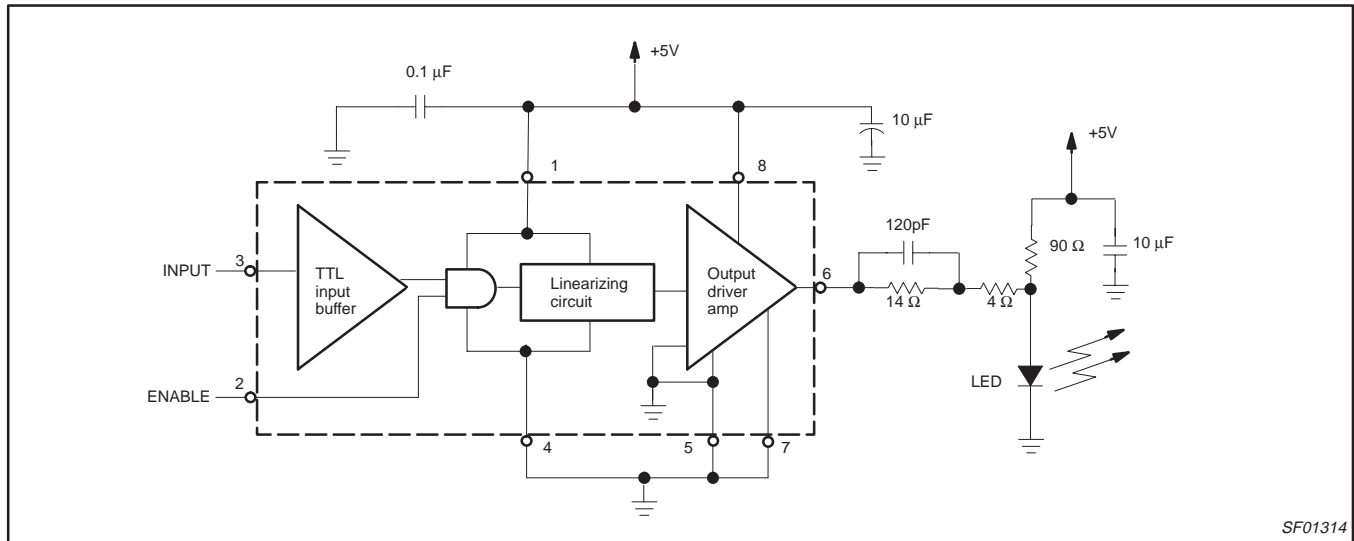 +5V
0.1 µF
10 µF
+5V
1
8
120pF
90 Ω
10 µF
INPUT
3
TTL
input
buffer
Linearizing
circuit
Output
driver
amp
6
14 Ω
4 Ω
LED
ENABLE
2
4
5
7
SF01314